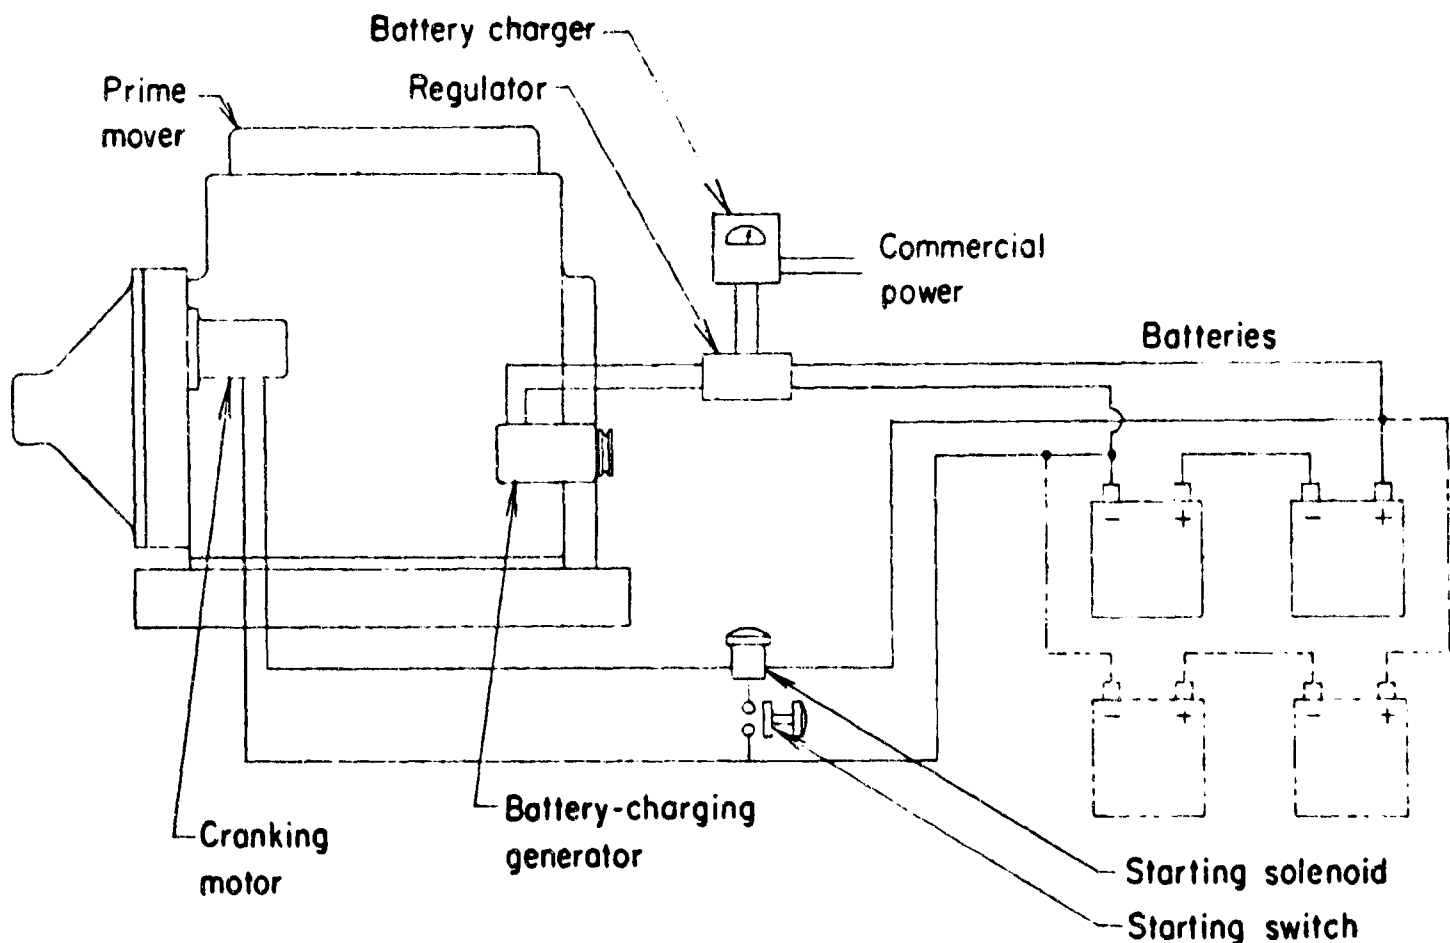 Battery charger
Prime
mover
Regulator
Commercial
power
Batteries
- + - +
- + - +
Battery-charging
generator
Cranking
motor
Starting solenoid
Starting switch